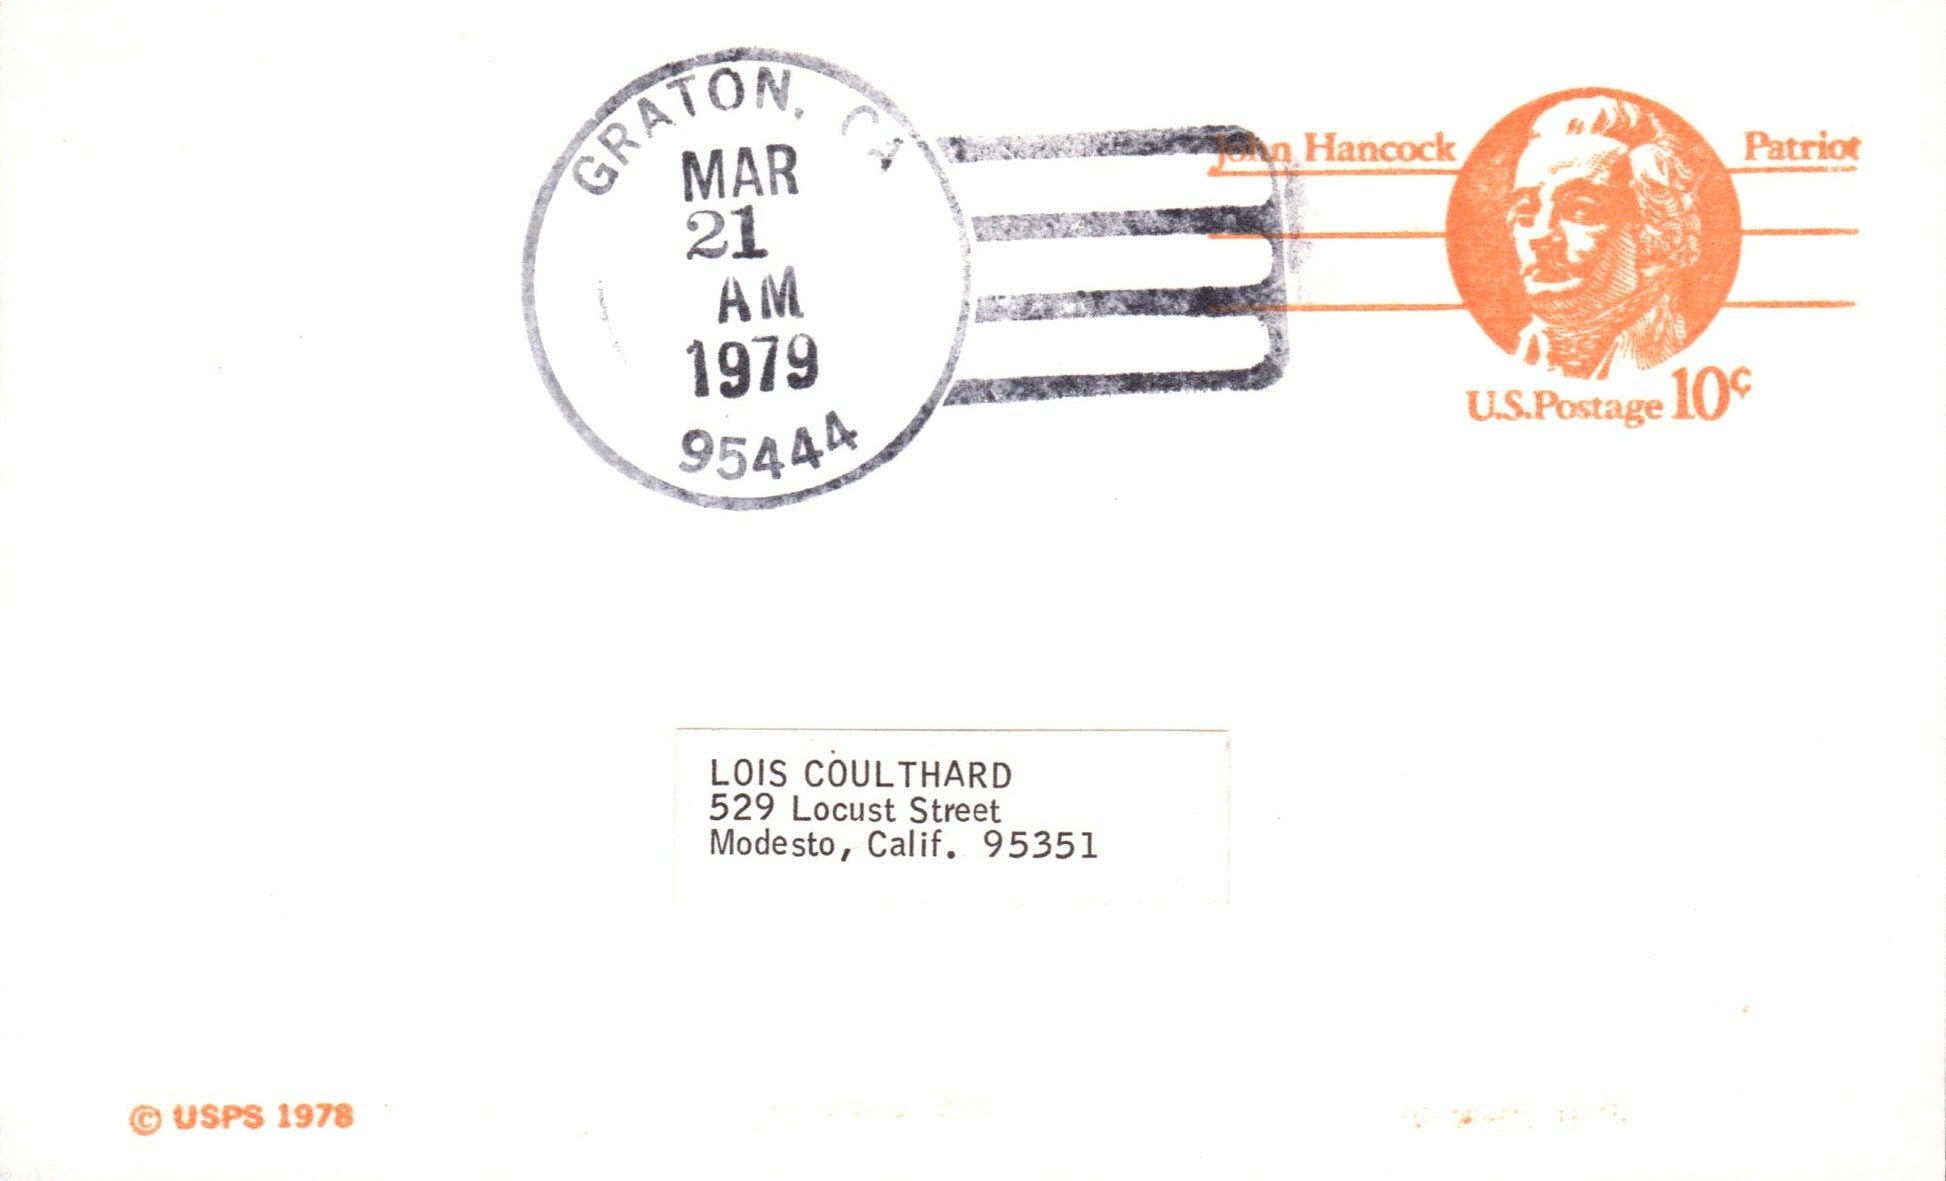 GRATON, CA
MAR
21
AM
1979
95444
John Hancock Patriot
U.S.Postage 10¢
LOIS COULTHARD
529 Locust Street
Modesto, Calif. 95351
© USPS 1978